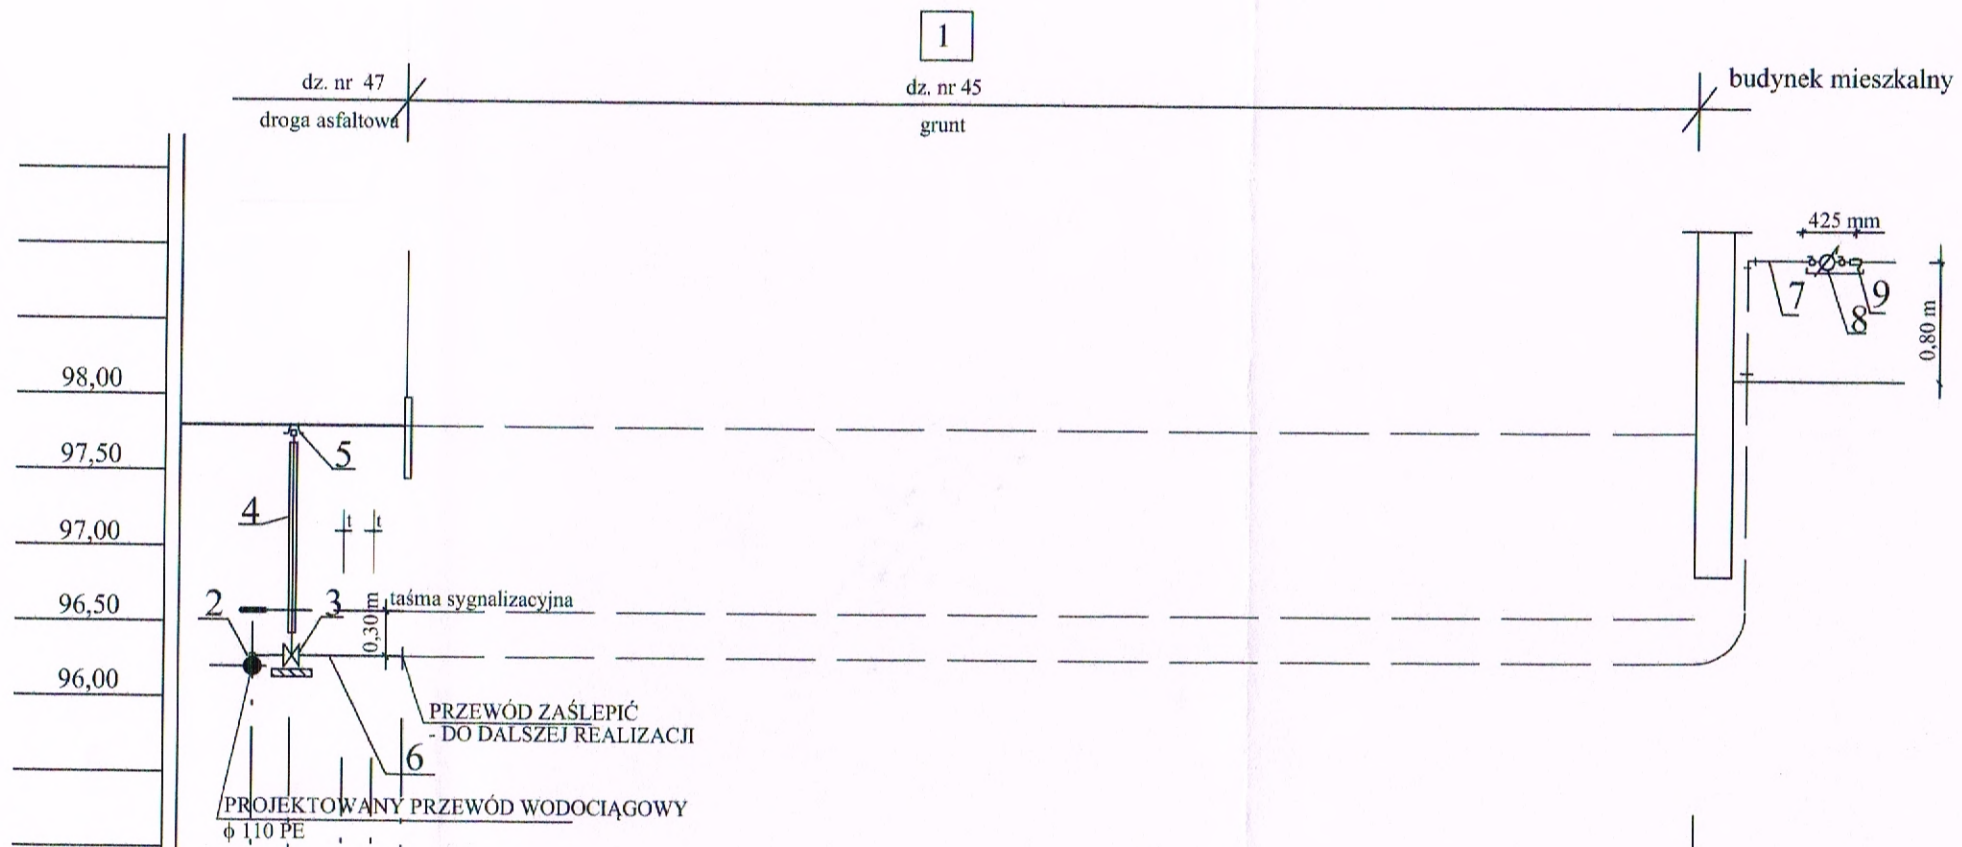 1
dz. nr 47
dz. nr 45
budynek mieszkalny
droga asfaltowa
grunt
425 mm
7
8
9
0,80 m
98,00
97,50
5
4
97,00
t
t
96,50
2
3
0,30 m
taśma sygnalizacyjna
96,00
PRZEWÓD ZAŚLEPIĆ
- DO DALSZEJ REALIZACJI
6
PROJEKTOWANY PRZEWÓD WODOCIĄGOWY
ϕ 110 PE